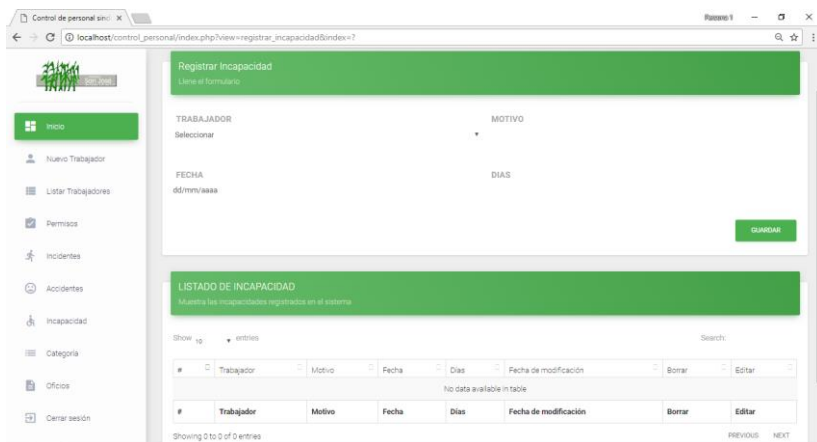 Control de personal sind
localhost/control_personal/index.php?view=registrar_incapacidad&index=?
San José
Inicio
Nuevo Trabajador
Listar Trabajadores
Permisos
Incidentes
Accidentes
Incapacidad
Categoría
Oficios
Cerrar sesión
Registrar Incapacidad
Llene el formulario
TRABAJADOR MOTIVO
Seleccionar
FECHA DIAS
dd/mm/aaaa
GUARDAR
LISTADO DE INCAPACIDAD
Muestra las incapacidades registrados en el sistema
Show 10 entries Search:
# Trabajador Motivo Fecha Días Fecha de modificación Borrar Editar
No data available in table
# Trabajador Motivo Fecha Días Fecha de modificación Borrar Editar
Showing 0 to 0 of 0 entries PREVIOUS NEXT